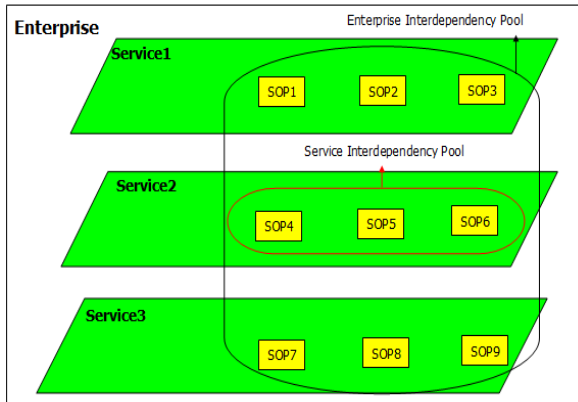 Enterprise Interdependency Pool
Enterprise
Service1
SOP1 SOP2 SOP3
Service Interdependency Pool
Service2
SOP4 SOP5 SOP6
Service3
SOP7 SOP8 SOP9